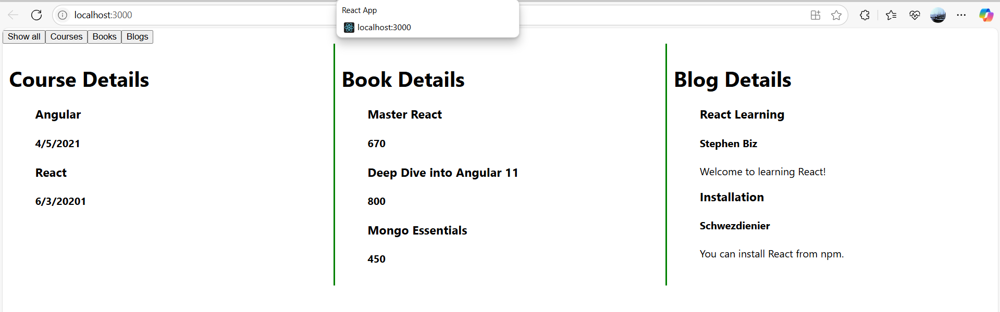 React App
localhost:3000
localhost:3000
Show all Courses Books Blogs
Course Details
Angular
4/5/2021
React
6/3/20201
Book Details
Master React
670
Deep Dive into Angular 11
800
Mongo Essentials
450
Blog Details
React Learning
Stephen Biz
Welcome to learning React!
Installation
Schwezdienier
You can install React from npm.